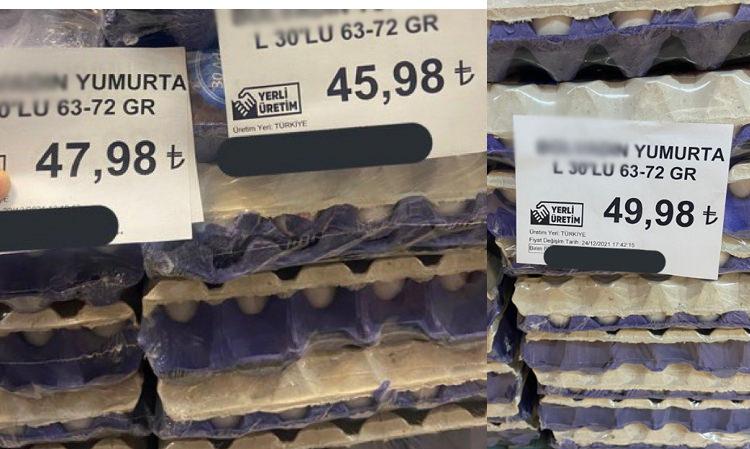 YUMURTA
0'LU 63-72 GR
47,98 ₺
L 30'LU 63-72 GR
45,98 ₺
YERLİ
ÜRETİM
Üretim Yeri: TÜRKİYE
YUMURTA
L 30'LU 63-72 GR
49,98 ₺
YERLİ
ÜRETİM
Üretim Yeri: TÜRKİYE
Fiyat Değişim Tarih: 24/12/2021 17:42:15
Birim